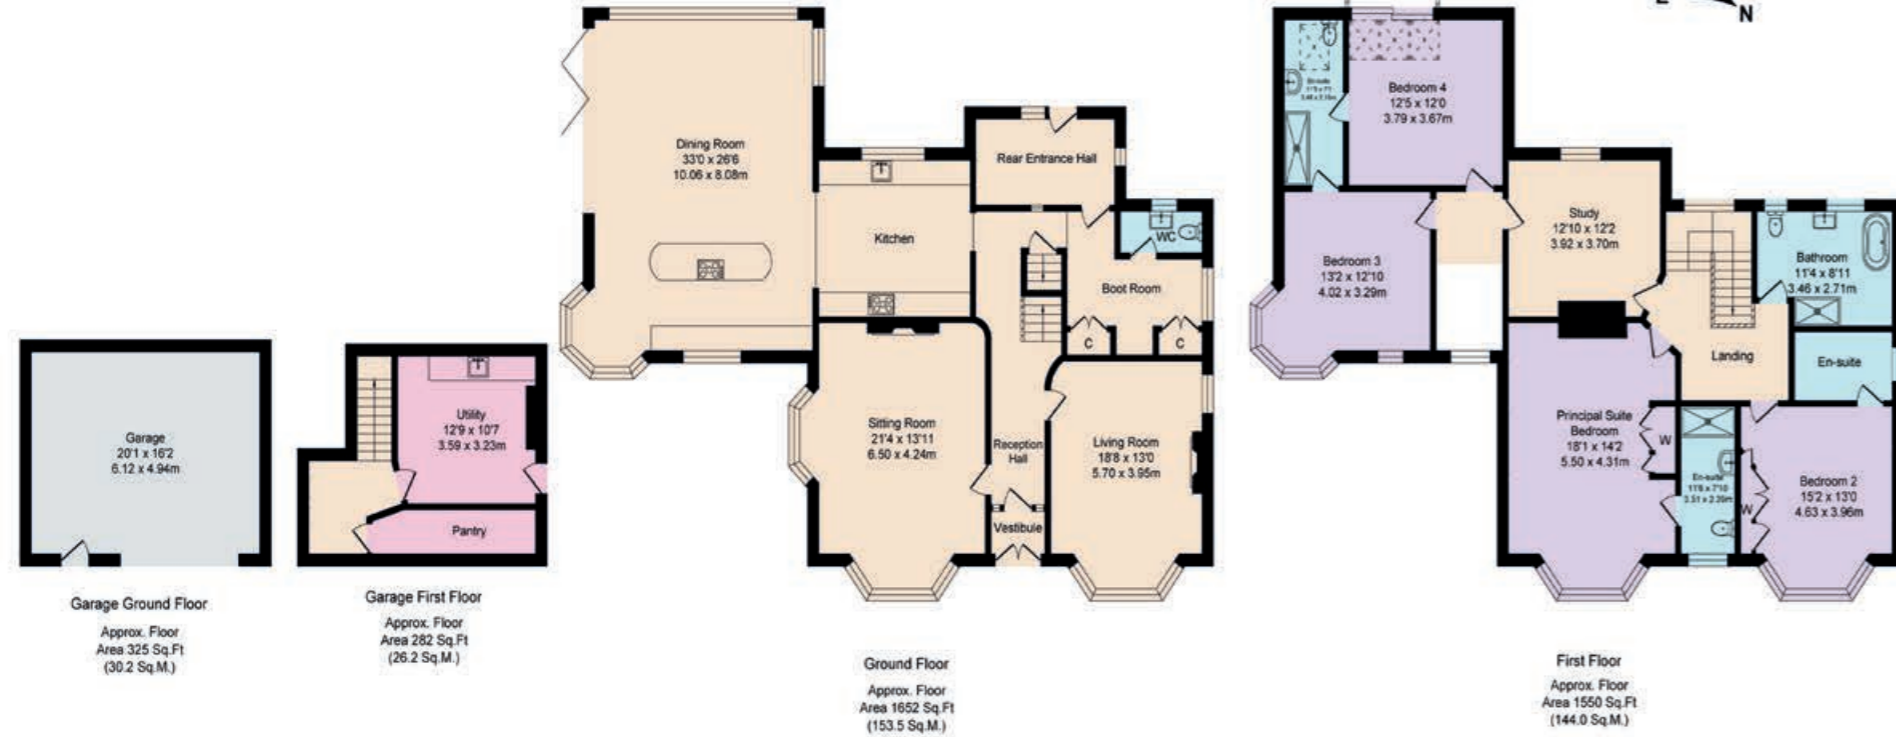 E
N
Garage
20'1 x 16'2
6.12 x 4.94m
Garage Ground Floor
Approx. Floor
Area 325 Sq.Ft
(30.2 Sq.M.)
Utility
12'9 x 10'7
3.59 x 3.23m
Pantry
Garage First Floor
Approx. Floor
Area 282 Sq.Ft
(26.2 Sq.M.)
Dining Room
33'0 x 26'6
10.06 x 8.08m
Kitchen
Rear Entrance Hall
WC
Boot Room
C
C
Sitting Room
21'4 x 13'11
6.50 x 4.24m
Reception
Hall
Living Room
18'8 x 13'0
5.70 x 3.95m
Vestibule
Ground Floor
Approx. Floor
Area 1652 Sq.Ft
(153.5 Sq.M.)
En-suite
Bedroom 4
12'5 x 12'0
3.79 x 3.67m
Study
12'10 x 12'2
3.92 x 3.70m
Bedroom 3
13'2 x 12'10
4.02 x 3.29m
Bathroom
11'4 x 8'11
3.46 x 2.71m
Landing
En-suite
Principal Suite
Bedroom
18'1 x 14'2
5.50 x 4.31m
W
En-suite
11'6 x 7'10
W
Bedroom 2
15'2 x 13'0
4.63 x 3.96m
First Floor
Approx. Floor
Area 1550 Sq.Ft
(144.0 Sq.M.)